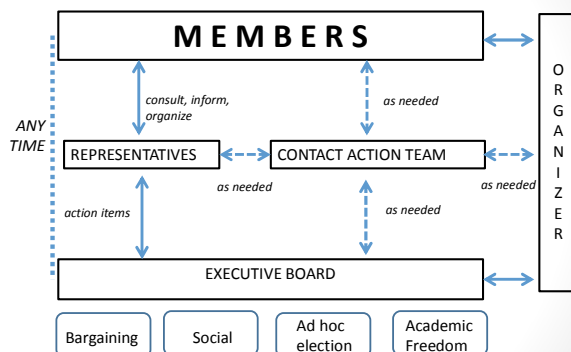 MEMBERS
consult, inform,
organize
as needed
ANY
TIME
REPRESENTATIVES
CONTACT ACTION TEAM
as needed
as needed
action items
as needed
EXECUTIVE BOARD
ORGANIZER
Bargaining
Social
Ad hoc
election
Academic
Freedom